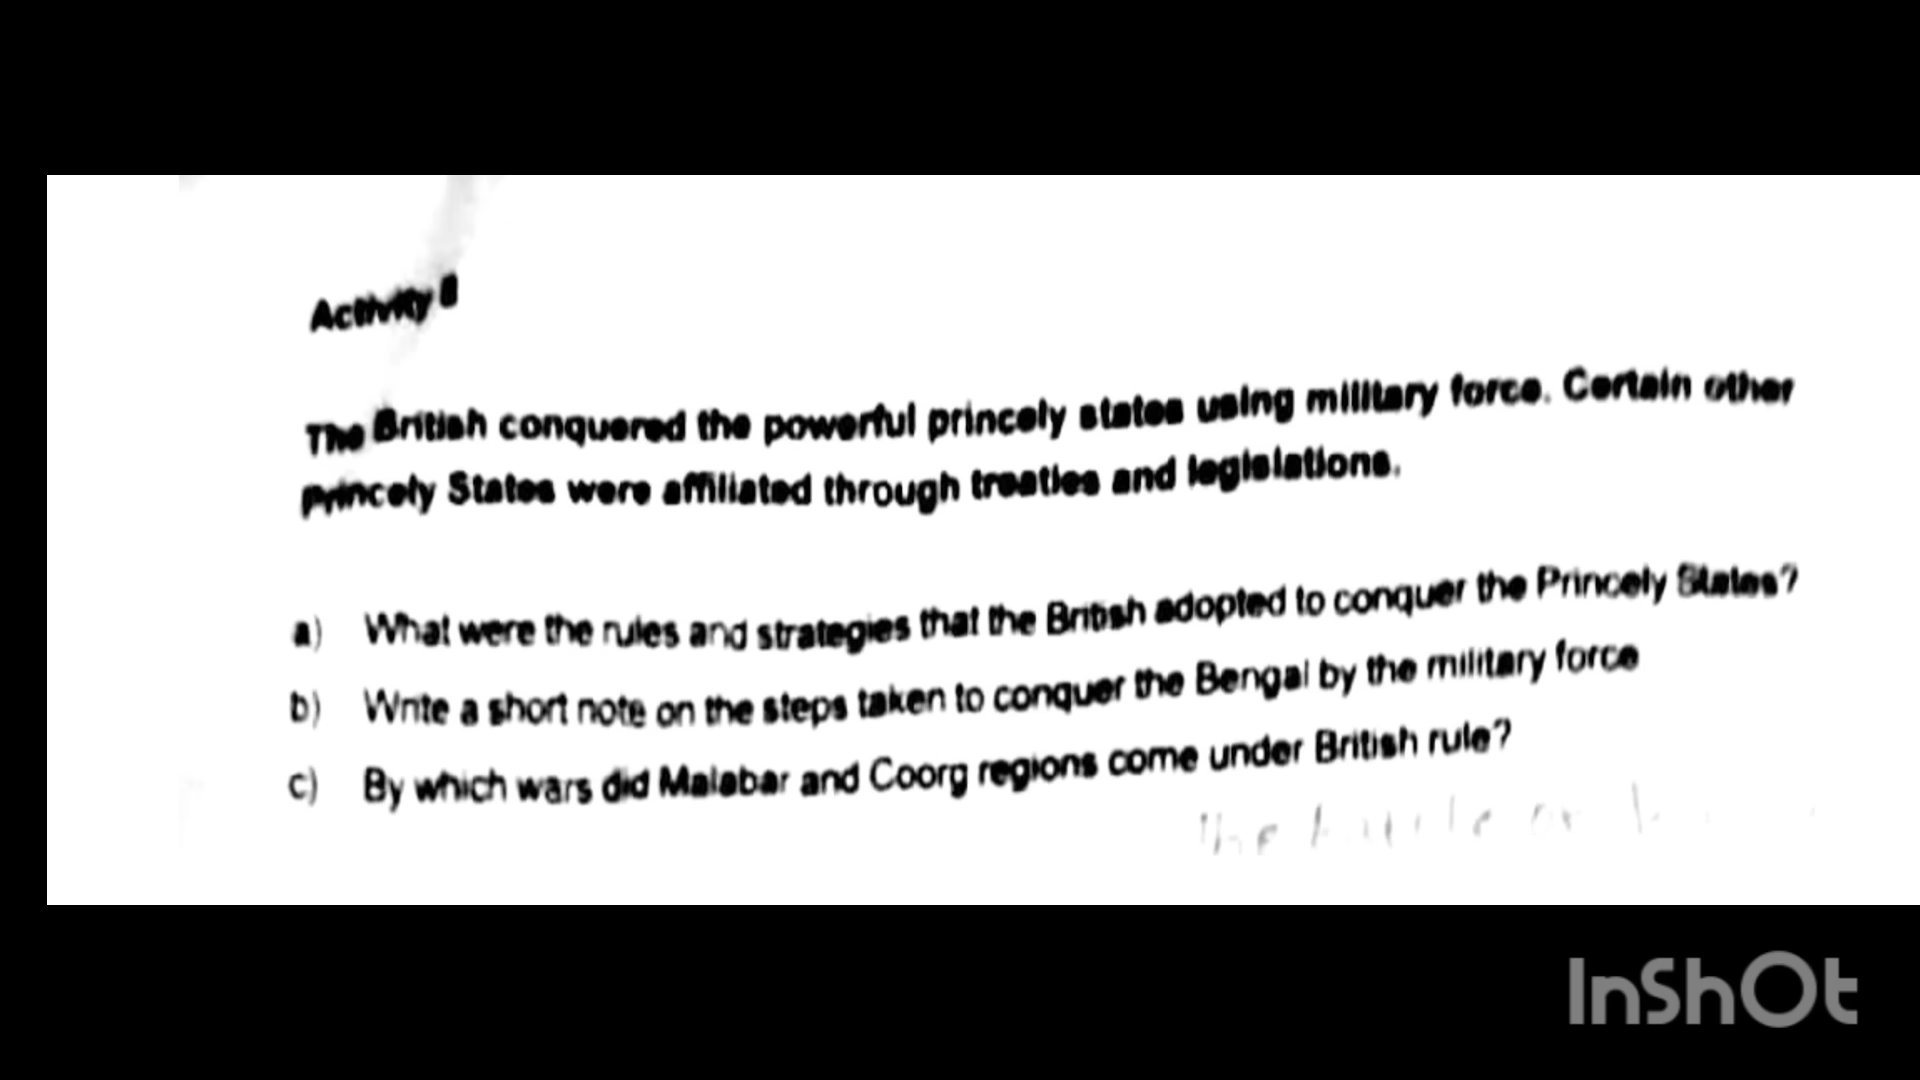 Activity 8
The British conquered the powerful princely states using military force. Certain other
Princely States were affiliated through treaties and legislations.
a) What were the rules and strategies that the British adopted to conquer the Princely States?
b) Write a short note on the steps taken to conquer the Bengal by the military force
c) By which wars did Malabar and Coorg regions come under British rule?
The
InShOt